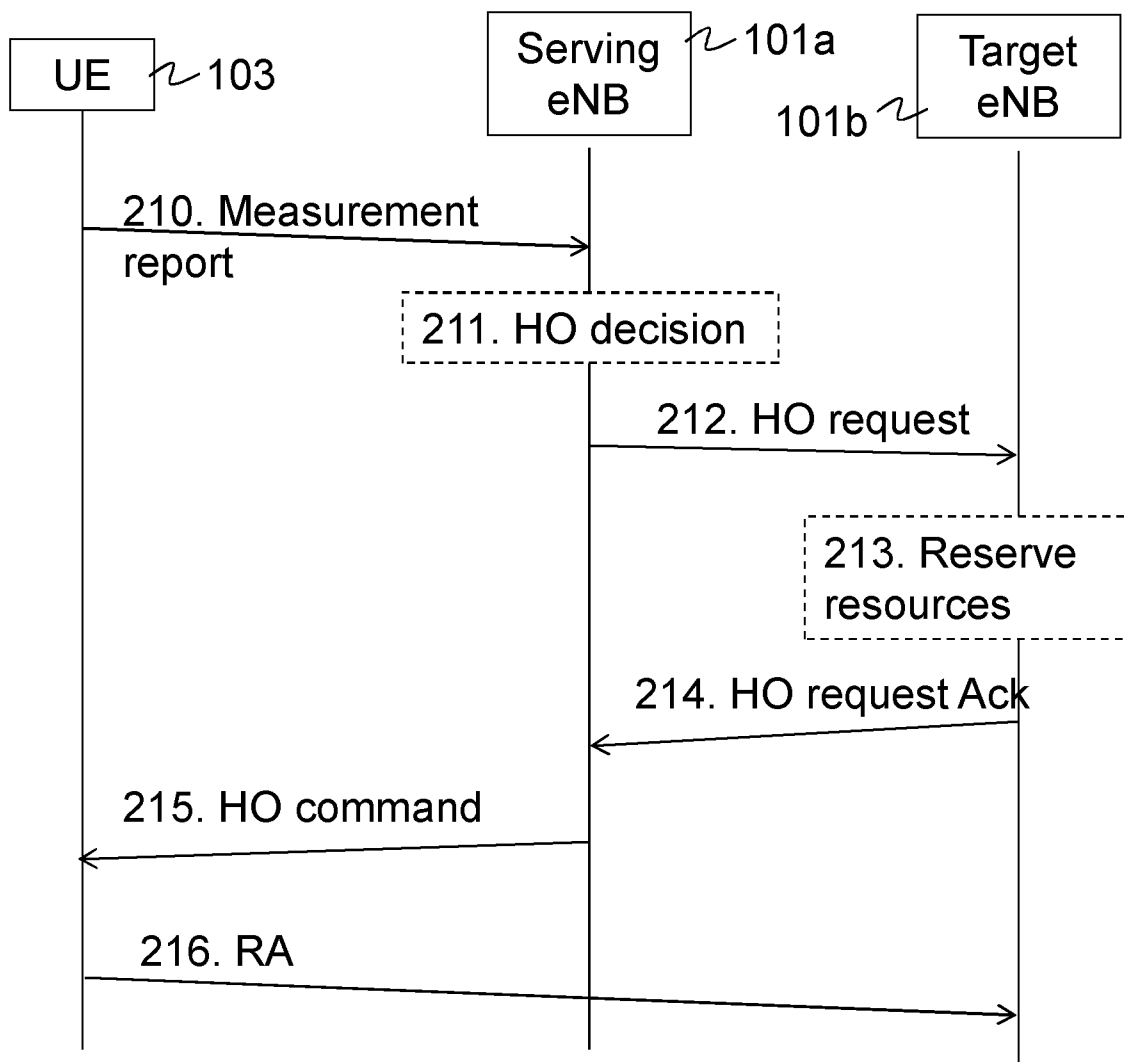 UE
103
Serving
eNB
101a
Target
eNB
101b
210. Measurement
report
211. HO decision
212. HO request
213. Reserve
resources
214. HO request Ack
215. HO command
216. RA